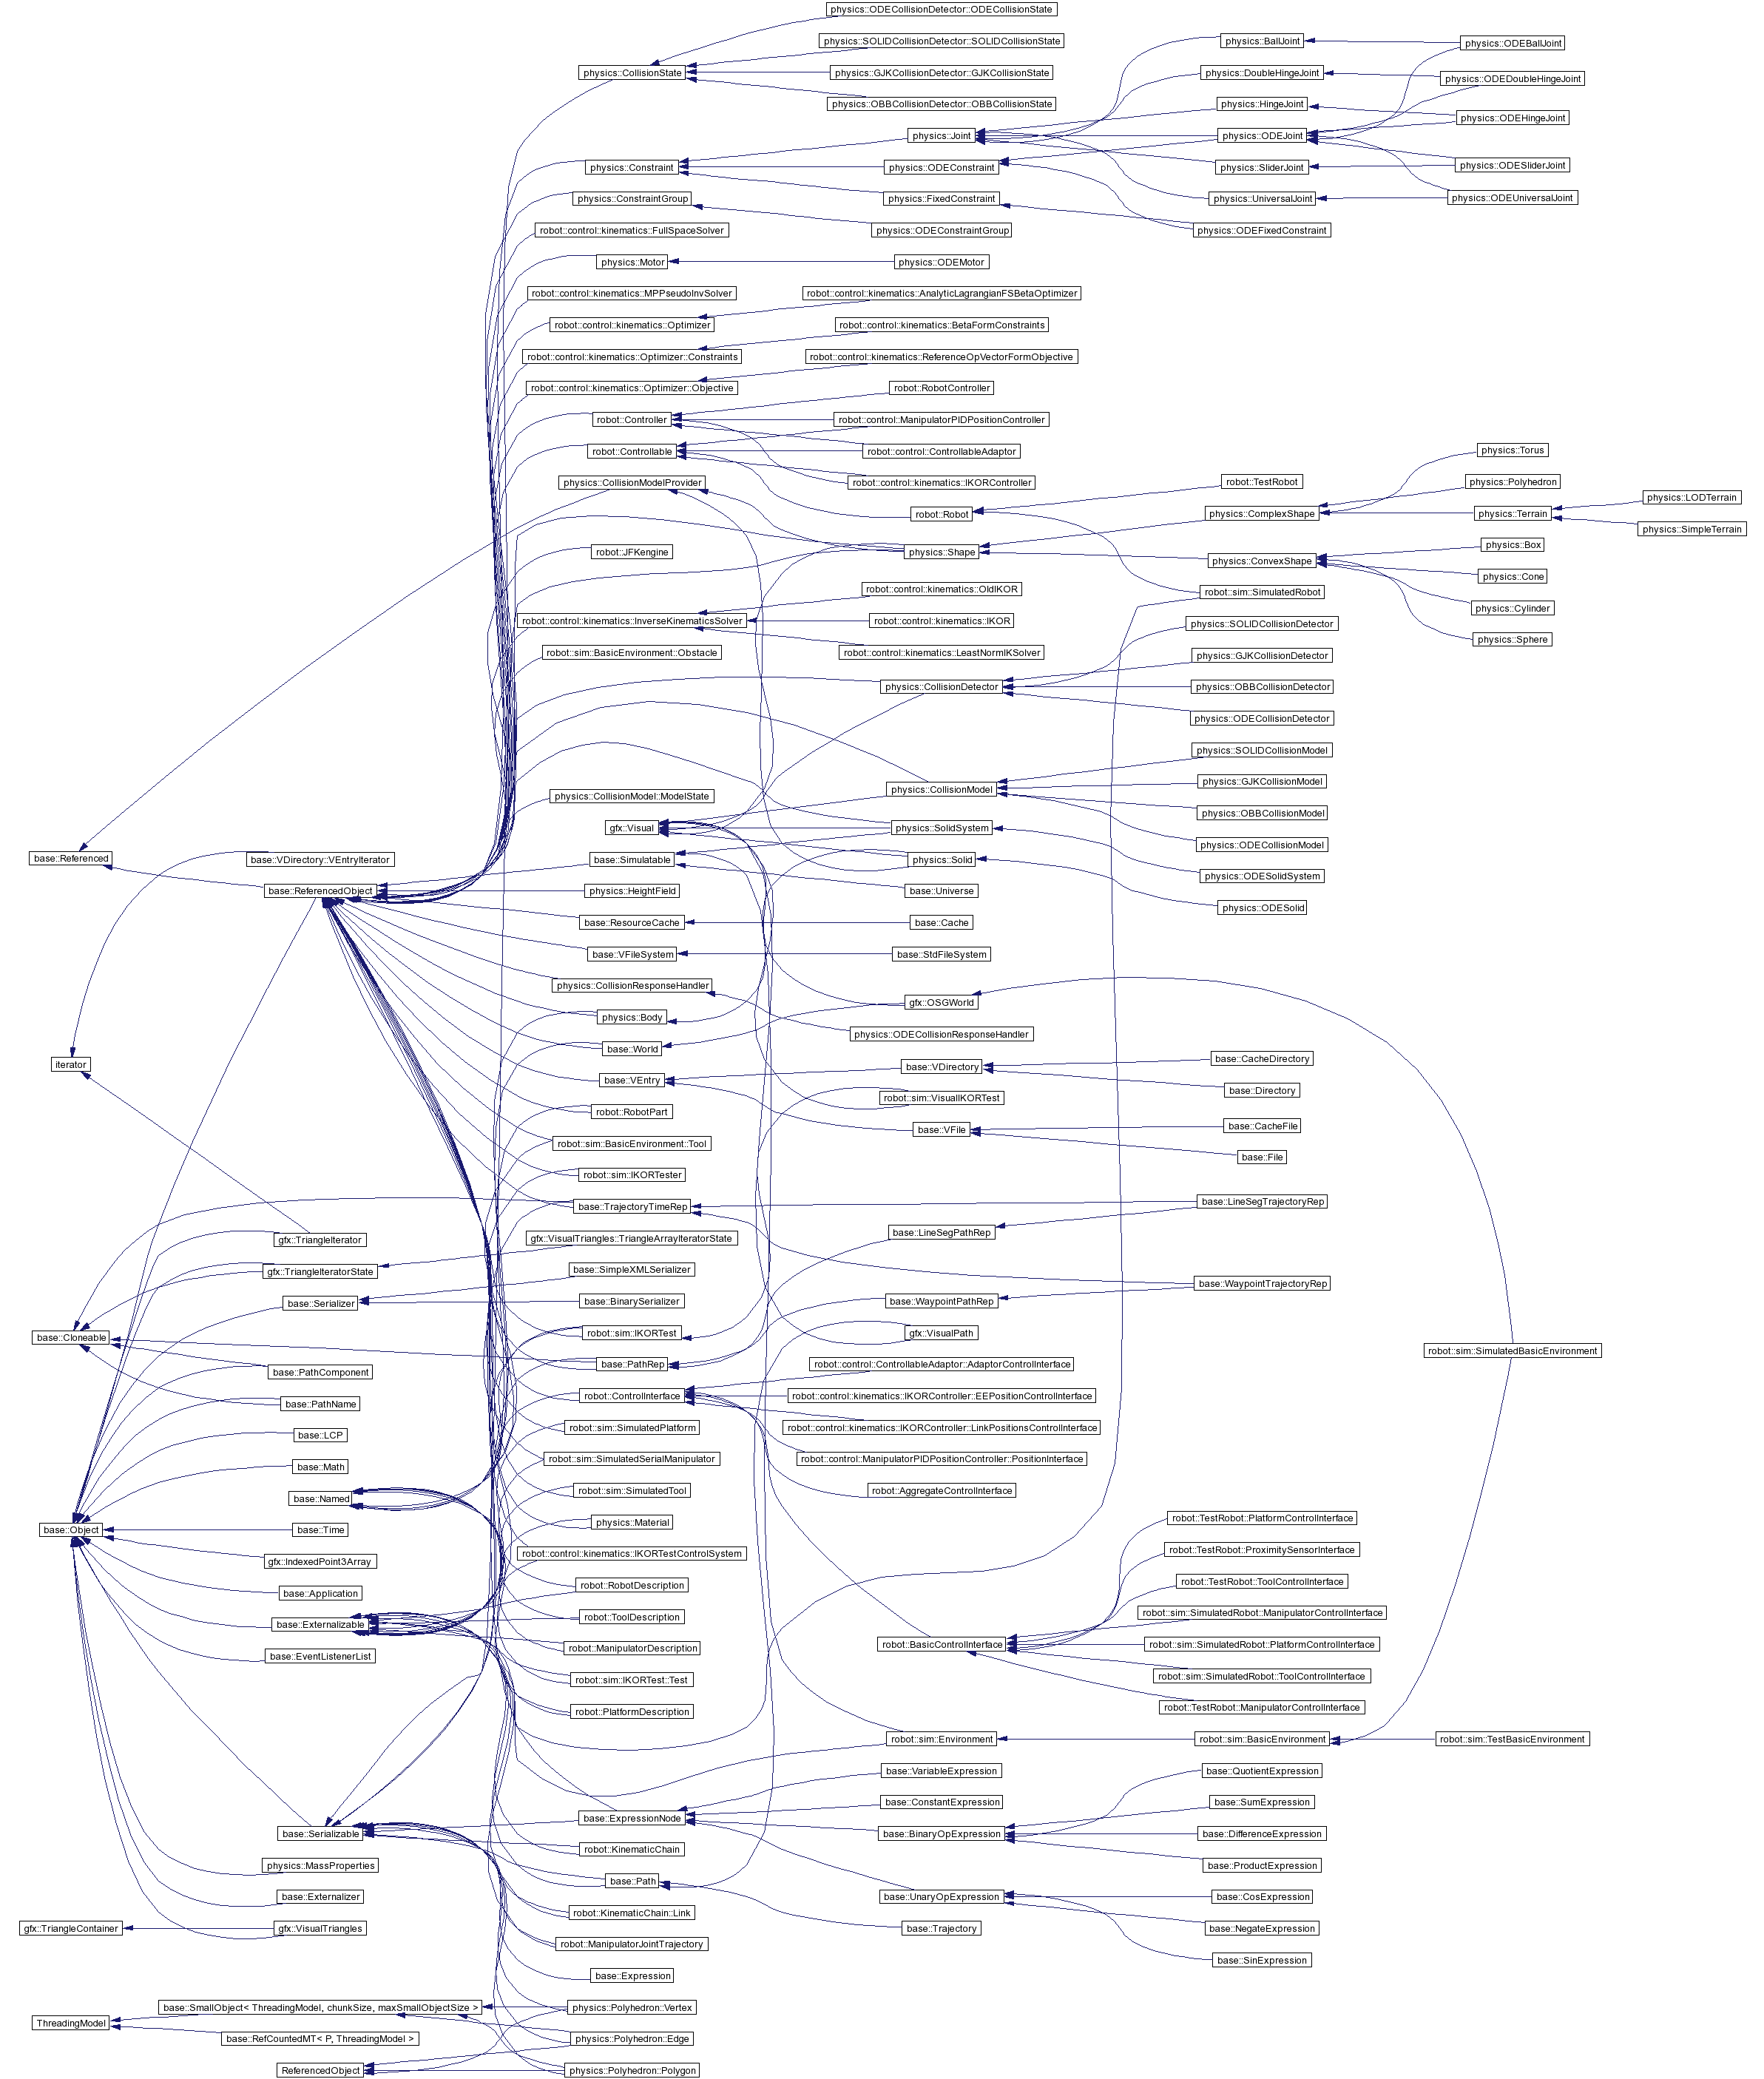 physics::ODECollisionDetector::ODECollisionState
physics::SOLIDCollisionDetector::SOLIDCollisionState
physics::CollisionState
physics::GJKCollisionDetector::GJKCollisionState
physics::OBBCollisionDetector::OBBCollisionState
physics::BallJoint
physics::ODEBallJoint
physics::DoubleHingeJoint
physics::ODEDoubleHingeJoint
physics::HingeJoint
physics::ODEHingeJoint
physics::Joint
physics::ODEJoint
physics::Constraint
physics::ODEConstraint
physics::SliderJoint
physics::ODESliderJoint
physics::ConstraintGroup
physics::FixedConstraint
physics::UniversalJoint
physics::ODEUniversalJoint
robot::control::kinematics::FullSpaceSolver
physics::ODEConstraintGroup
physics::ODEFixedConstraint
physics::Motor
physics::ODEMotor
robot::control::kinematics::MPPseudoInvSolver
robot::control::kinematics::AnalyticLagrangianFSBetaOptimizer
robot::control::kinematics::Optimizer
robot::control::kinematics::BetaFormConstraints
robot::control::kinematics::Optimizer::Constraints
robot::control::kinematics::ReferenceOpVectorFormObjective
robot::control::kinematics::Optimizer::Objective
robot::RobotController
robot::Controller
robot::control::ManipulatorPIDPositionController
robot::Controllable
robot::control::ControllableAdaptor
physics::Torus
physics::CollisionModelProvider
robot::control::kinematics::IKORController
robot::TestRobot
physics::Polyhedron
physics::LODTerrain
robot::Robot
physics::ComplexShape
physics::Terrain
physics::SimpleTerrain
robot::JFKengine
physics::Shape
physics::ConvexShape
physics::Box
physics::Cone
robot::control::kinematics::OldIKOR
robot::sim::SimulatedRobot
physics::Cylinder
robot::control::kinematics::InverseKinematicsSolver
robot::control::kinematics::IKOR
physics::SOLIDCollisionDetector
physics::Sphere
robot::sim::BasicEnvironment::Obstacle
robot::control::kinematics::LeastNormIKSolver
physics::GJKCollisionDetector
physics::CollisionDetector
physics::OBBCollisionDetector
physics::ODECollisionDetector
physics::SOLIDCollisionModel
physics::CollisionModel::ModelState
physics::CollisionModel
physics::GJKCollisionModel
physics::OBBCollisionModel
gfx::Visual
physics::SolidSystem
physics::ODECollisionModel
base::Referenced
base::VDirectory::VEntryIterator
base::Simulatable
physics::Solid
physics::ODESolidSystem
base::ReferencedObject
physics::HeightField
base::Universe
physics::ODESolid
base::ResourceCache
base::Cache
base::VFileSystem
base::StdFileSystem
physics::CollisionResponseHandler
gfx::OSGWorld
physics::Body
physics::ODECollisionResponseHandler
iterator
base::World
base::CacheDirectory
base::VEntry
base::VDirectory
base::Directory
robot::RobotPart
robot::sim::VisualIKORTest
base::CacheFile
robot::sim::BasicEnvironment::Tool
base::VFile
base::File
robot::sim::IKORTester
base::TrajectoryTimeRep
base::LineSegTrajectoryRep
gfx::TriangleIterator
gfx::VisualTriangles::TriangleArrayIteratorState
base::LineSegPathRep
gfx::TriangleIteratorState
base::SimpleXMLSerializer
base::WaypointTrajectoryRep
base::Serializer
base::BinarySerializer
base::WaypointPathRep
base::Cloneable
robot::sim::IKORTest
gfx::VisualPath
robot::sim::SimulatedBasicEnvironment
base::PathComponent
base::PathRep
robot::control::ControllableAdaptor::AdaptorControlInterface
base::PathName
robot::ControlInterface
robot::control::kinematics::IKORController::EEPositionControlInterface
base::LCP
robot::sim::SimulatedPlatform
robot::control::kinematics::IKORController::LinkPositionsControlInterface
base::Math
robot::sim::SimulatedSerialManipulator
robot::control::ManipulatorPIDPositionController::PositionInterface
base::Named
robot::sim::SimulatedTool
robot::AggregateControlInterface
base::Object
base::Time
physics::Material
robot::TestRobot::PlatformControlInterface
gfx::IndexedPoint3Array
robot::control::kinematics::IKORTestControlSystem
robot::TestRobot::ProximitySensorInterface
base::Application
robot::RobotDescription
robot::TestRobot::ToolControlInterface
base::Externalizable
robot::ToolDescription
robot::sim::SimulatedRobot::ManipulatorControlInterface
base::EventListenerList
robot::ManipulatorDescription
robot::BasicControlInterface
robot::sim::SimulatedRobot::PlatformControlInterface
robot::sim::IKORTest::Test
robot::sim::SimulatedRobot::ToolControlInterface
robot::PlatformDescription
robot::TestRobot::ManipulatorControlInterface
robot::sim::Environment
robot::sim::BasicEnvironment
robot::sim::TestBasicEnvironment
base::VariableExpression
base::QuotientExpression
base::ExpressionNode
base::ConstantExpression
base::SumExpression
base::Serializable
robot::KinematicChain
base::BinaryOpExpression
base::DifferenceExpression
physics::MassProperties
base::Path
base::ProductExpression
base::Externalizer
robot::KinematicChain::Link
base::UnaryOpExpression
base::CosExpression
gfx::TriangleContainer
gfx::VisualTriangles
robot::ManipulatorJointTrajectory
base::Trajectory
base::NegateExpression
base::Expression
base::SinExpression
base::SmallObject< ThreadingModel, chunkSize, maxSmallObjectSize >
physics::Polyhedron::Vertex
ThreadingModel
base::RefCountedMT< P, ThreadingModel >
physics::Polyhedron::Edge
ReferencedObject
physics::Polyhedron::Polygon